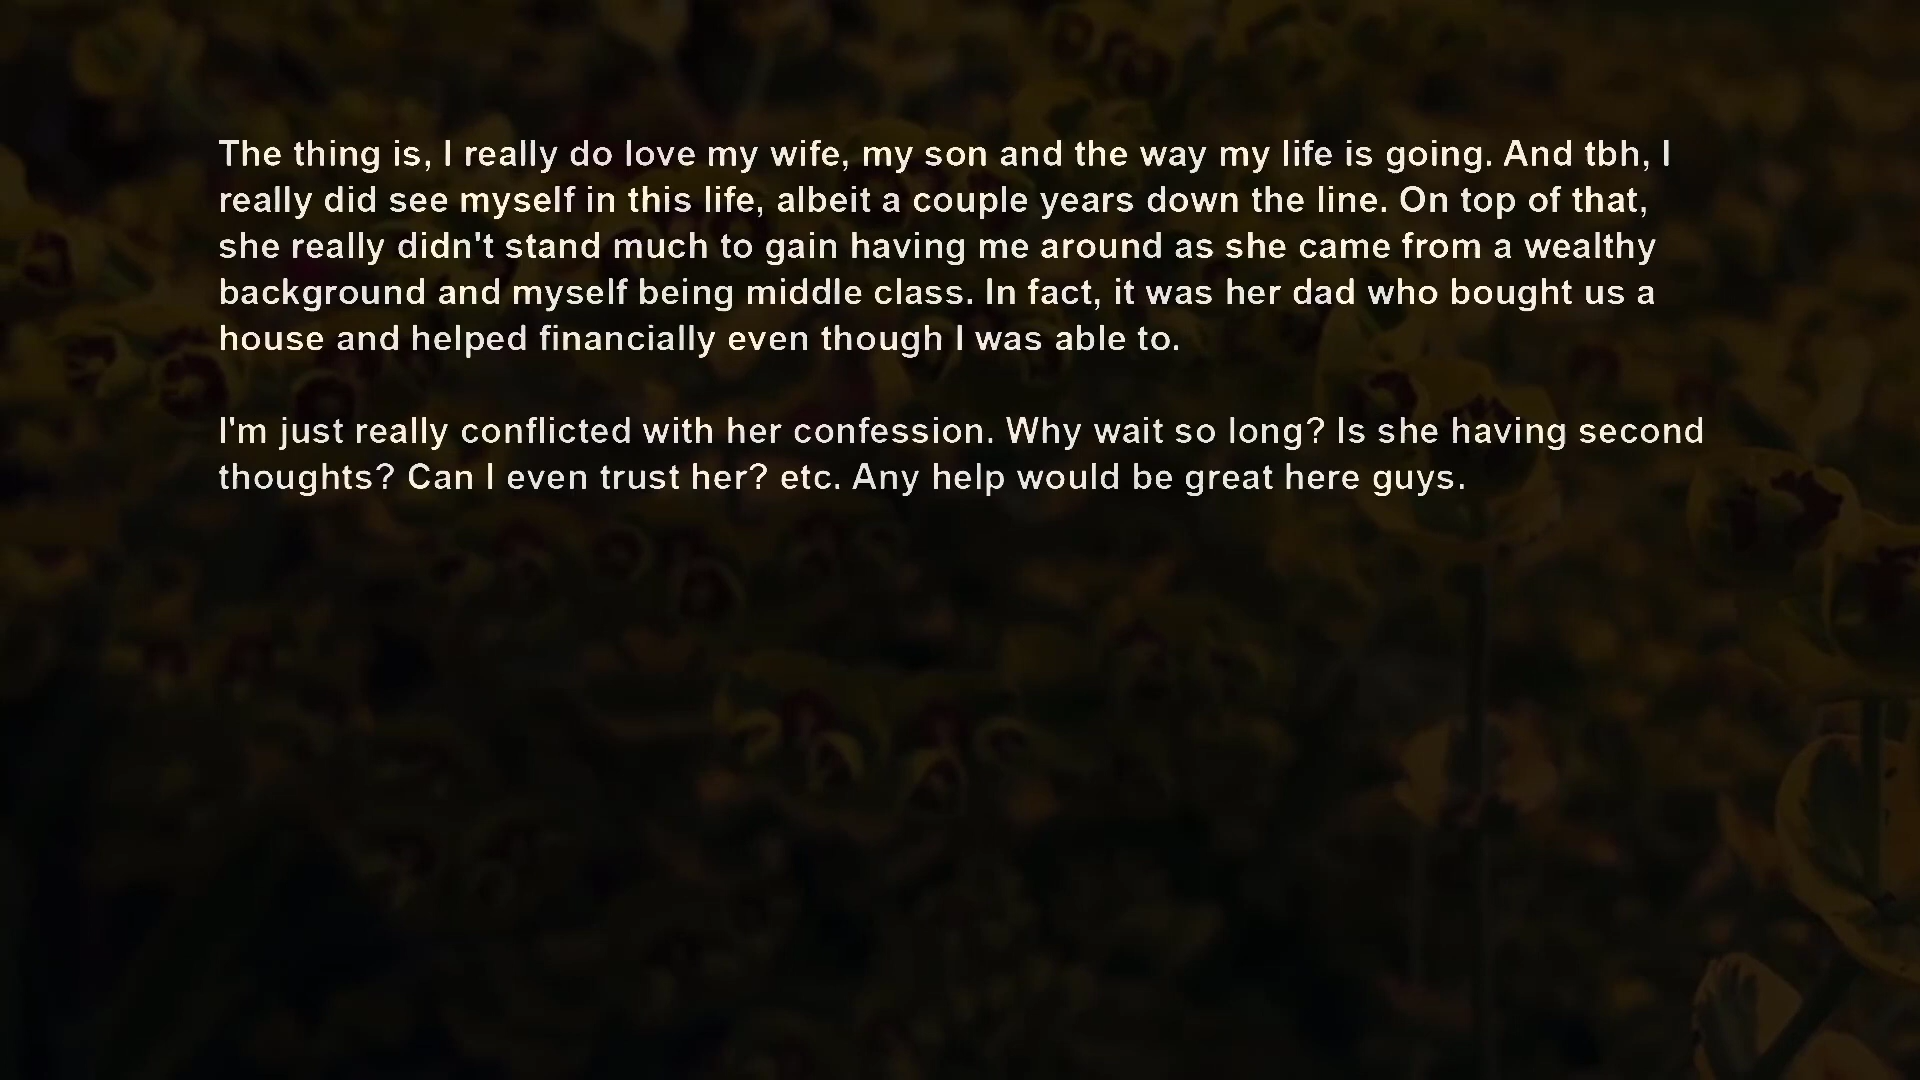 The thing is, I really do love my wife, my son and the way my life is going. And tbh, I
really did see myself in this life, albeit a couple years down the line. On top of that,
she really didn't stand much to gain having me around as she came from a wealthy
background and myself being middle class. In fact, it was her dad who bought us a
house and helped financially even though I was able to.
I'm just really conflicted with her confession. Why wait so long? Is she having second
thoughts? Can I even trust her? etc. Any help would be great here guys.